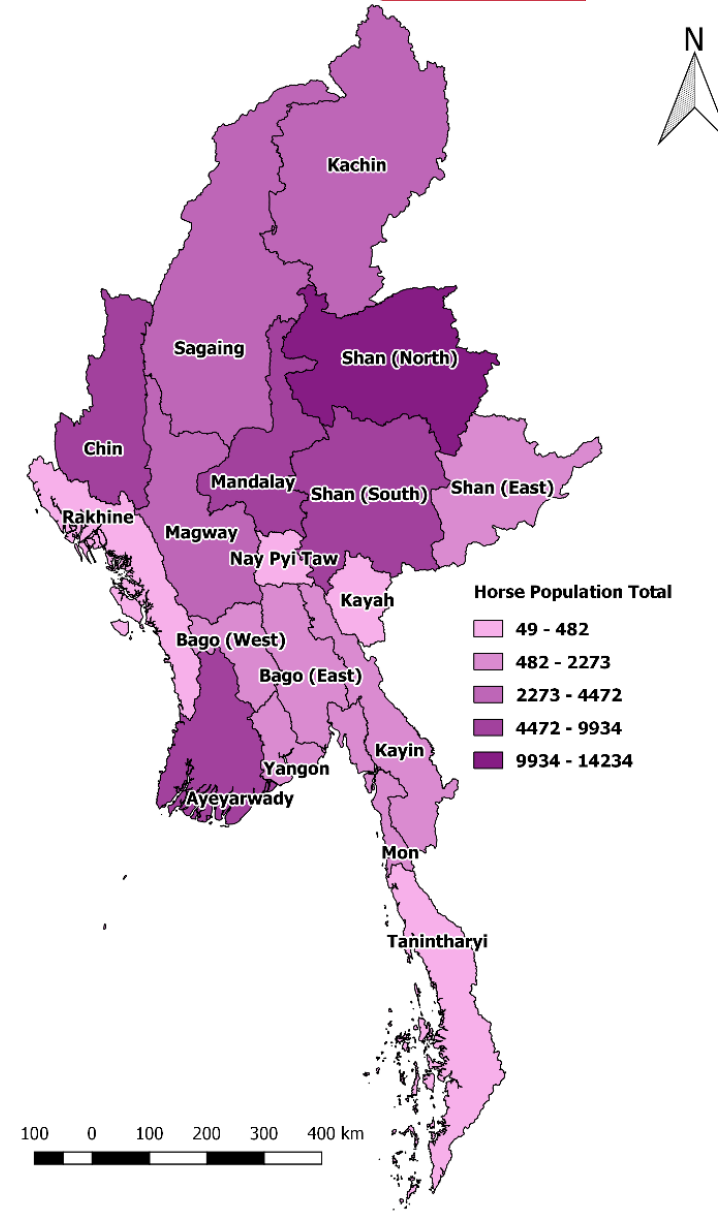 N
Kachin
Sagaing
Shan (North)
Chin
Mandalay
Shan (South)
Shan (East)
Rakhine
Magway
Nay Pyi Taw
Kayah
Bago (West)
Bago (East)
Kayin
Yangon
Ayeyarwady
Mon
Tanintharyi
Horse Population Total
49 - 482
482 - 2273
2273 - 4472
4472 - 9934
9934 - 14234
100 0 100 200 300 400 km